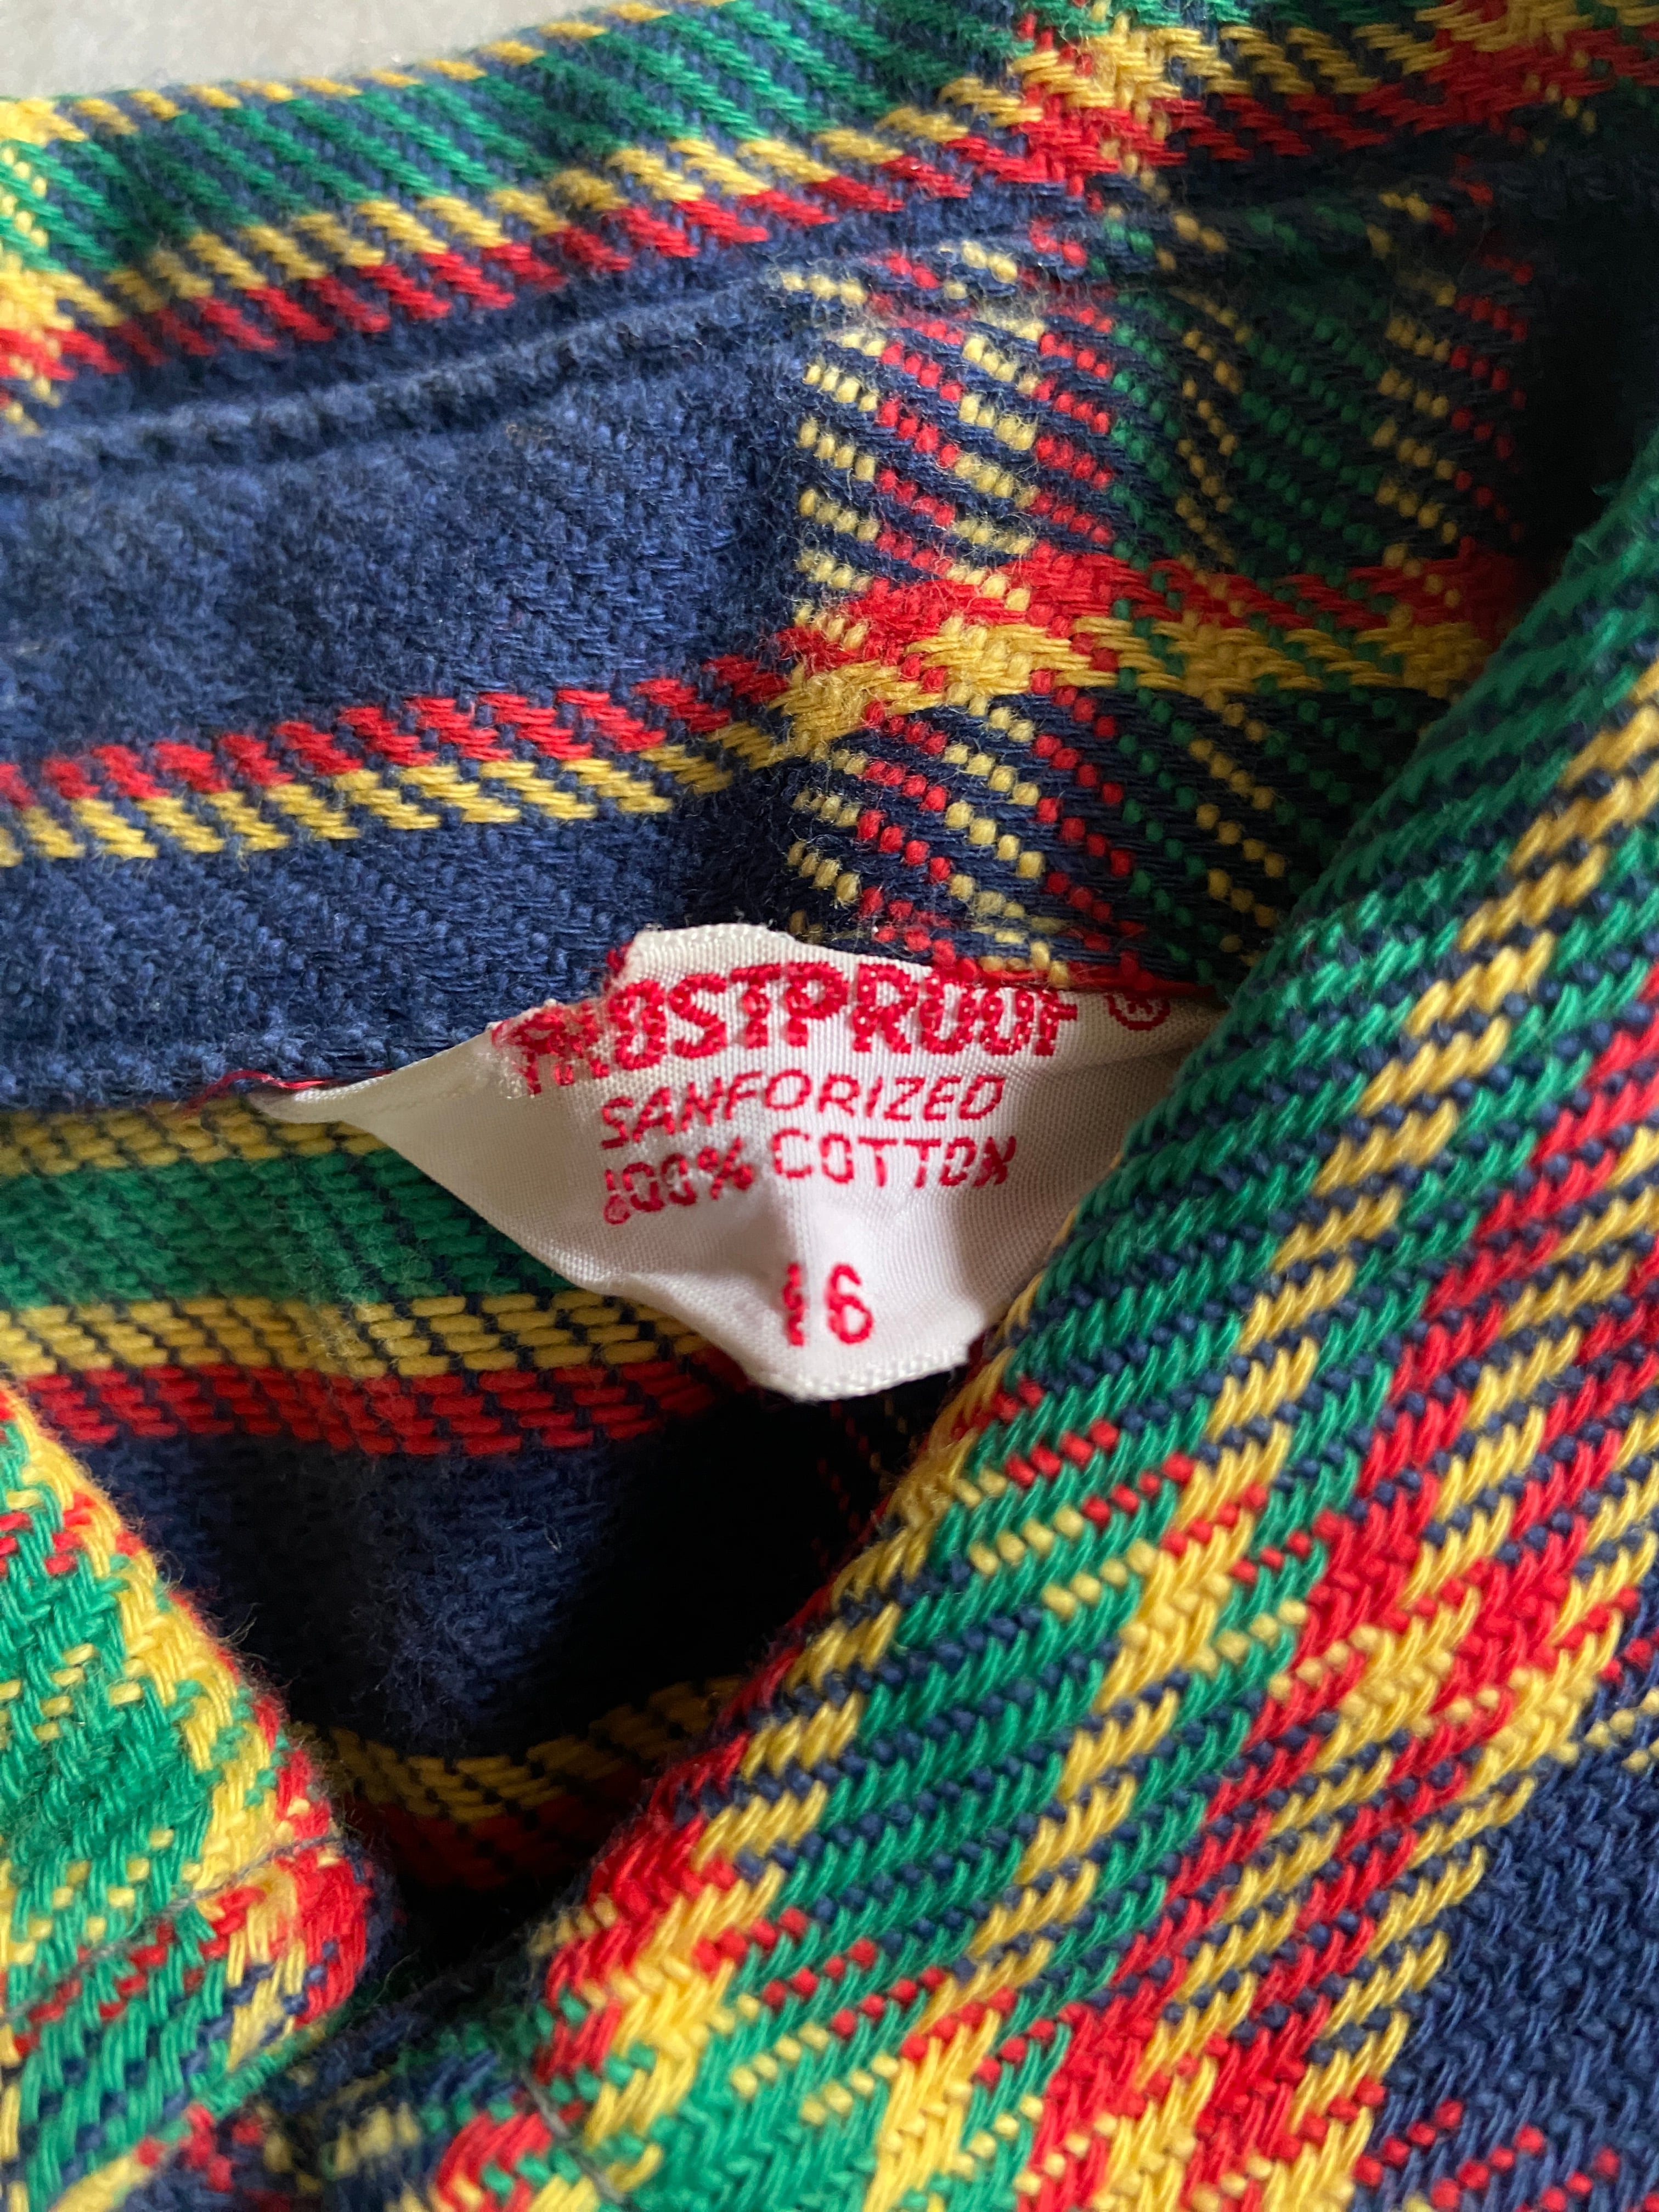 FROSTPROOF ®
SANFORIZED
100% COTTON
16